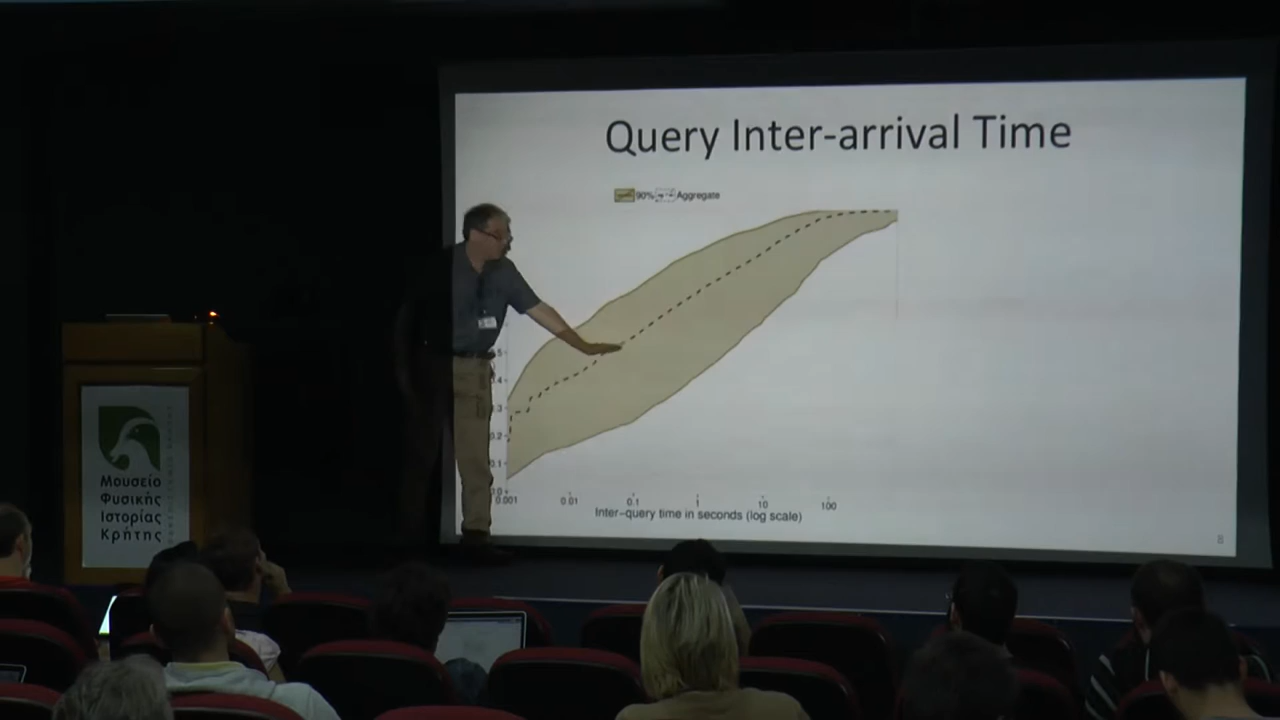 Query Inter-arrival Time
90% Aggregate
0.5
0.4
0.3
0.2
0.1
0.0
0.001 0.01 0.1 1 10 100
Inter-query time in seconds (log scale)
8
Μουσείο
Φυσικής
Ιστορίας
Κρήτης